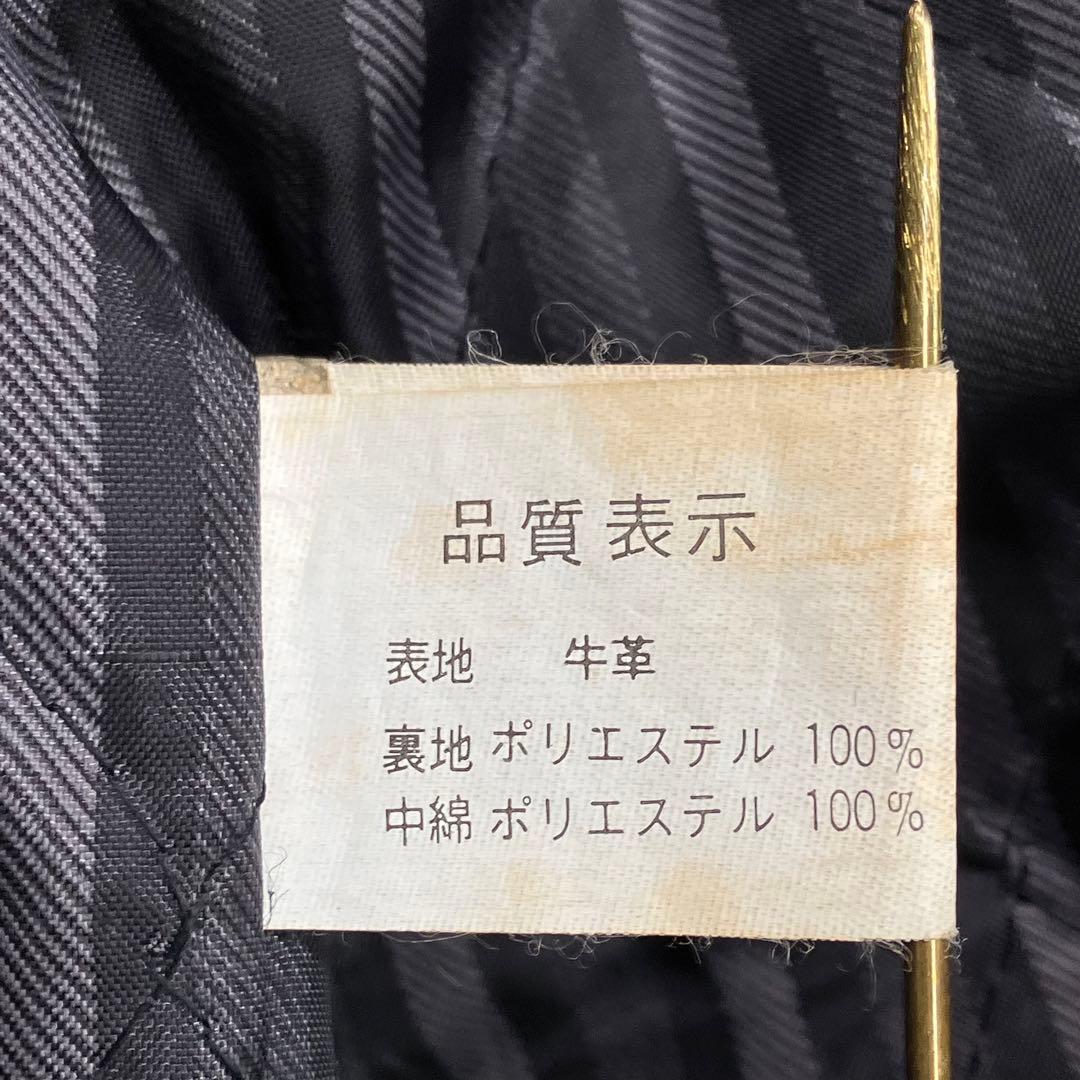 品質表示
表地 牛革
裏地 ポリエステル 100%
中綿 ポリエステル 100%